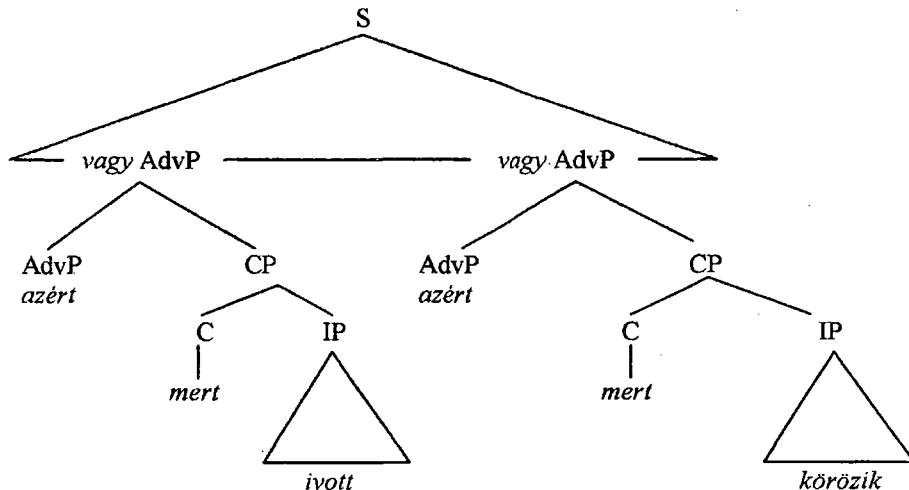 S
vagy AdvP vagy AdvP
AdvP CP AdvP CP
azért azért
C IP C IP
mert mert
ivott körözik